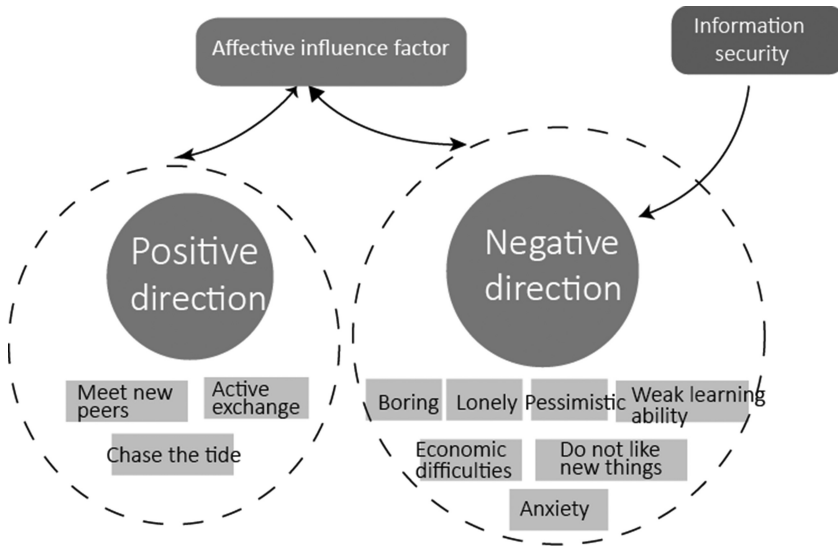 Affective influence factor
Information
security
Positive
direction
Negative
direction
Meet new
peers
Active
exchange
Chase the tide
Boring
Lonely
Pessimistic
Weak learning
ability
Economic
difficulties
Do not like
new things
Anxiety